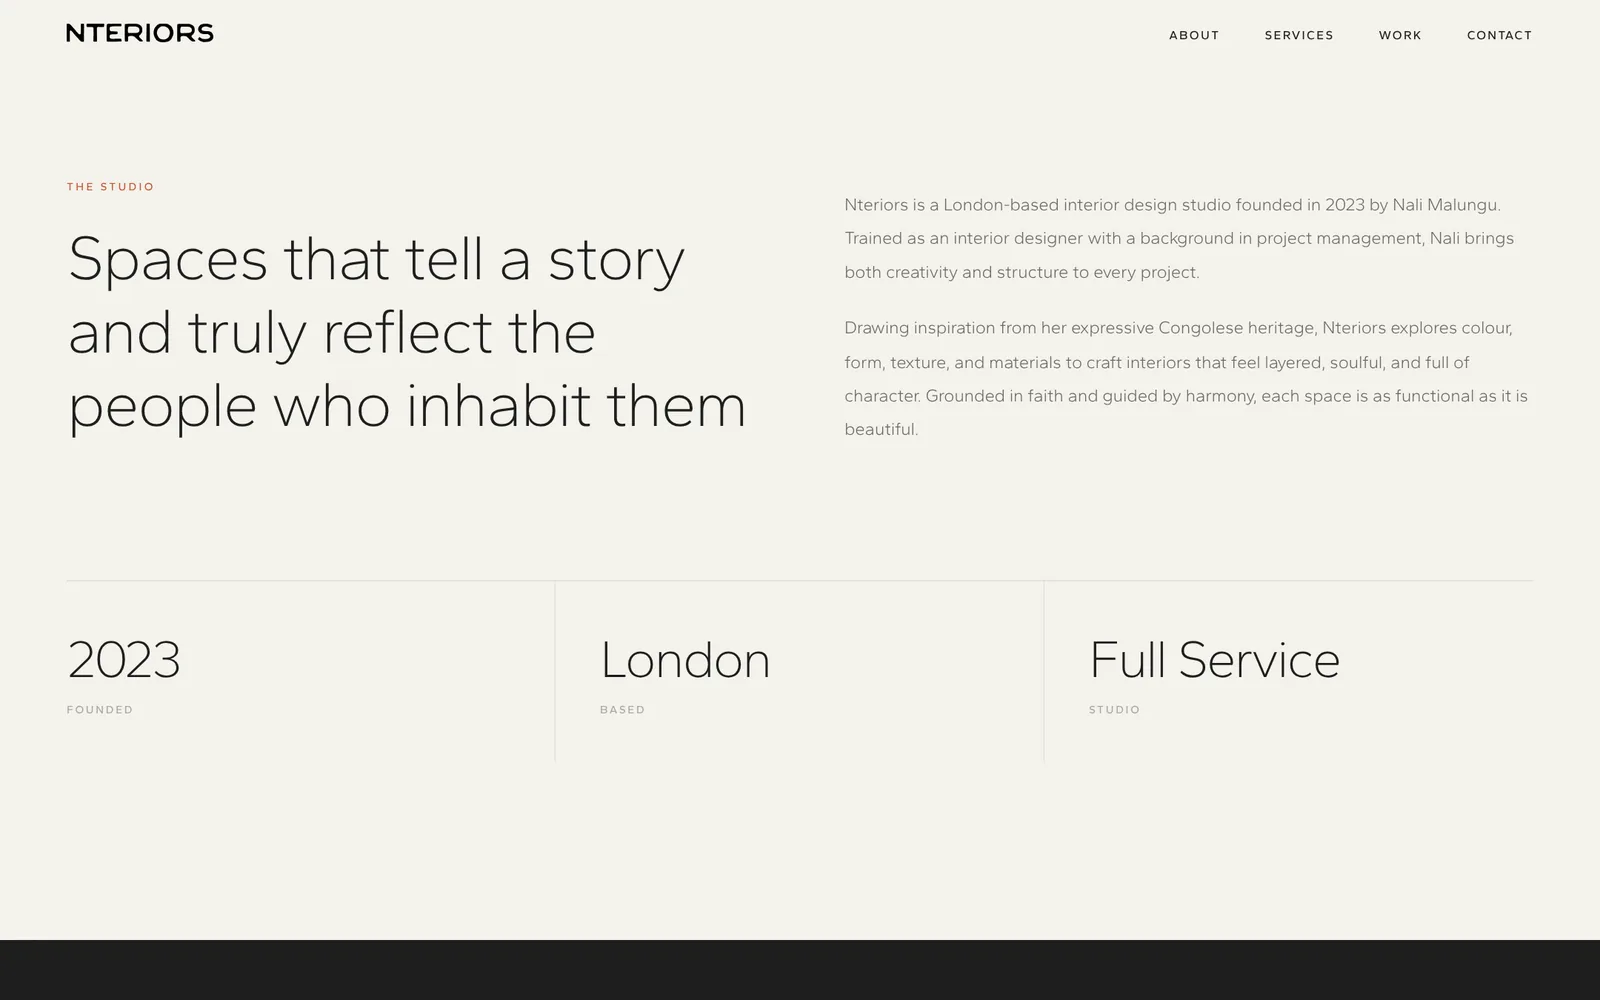 NTERIORS
ABOUT SERVICES WORK CONTACT
THE STUDIO
Spaces that tell a story
and truly reflect the
people who inhabit them
Nteriors is a London-based interior design studio founded in 2023 by Nali Malungu.
Trained as an interior designer with a background in project management, Nali brings
both creativity and structure to every project.
Drawing inspiration from her expressive Congolese heritage, Nteriors explores colour,
form, texture, and materials to craft interiors that feel layered, soulful, and full of
character. Grounded in faith and guided by harmony, each space is as functional as it is
beautiful.
2023
FOUNDED
London
BASED
Full Service
STUDIO